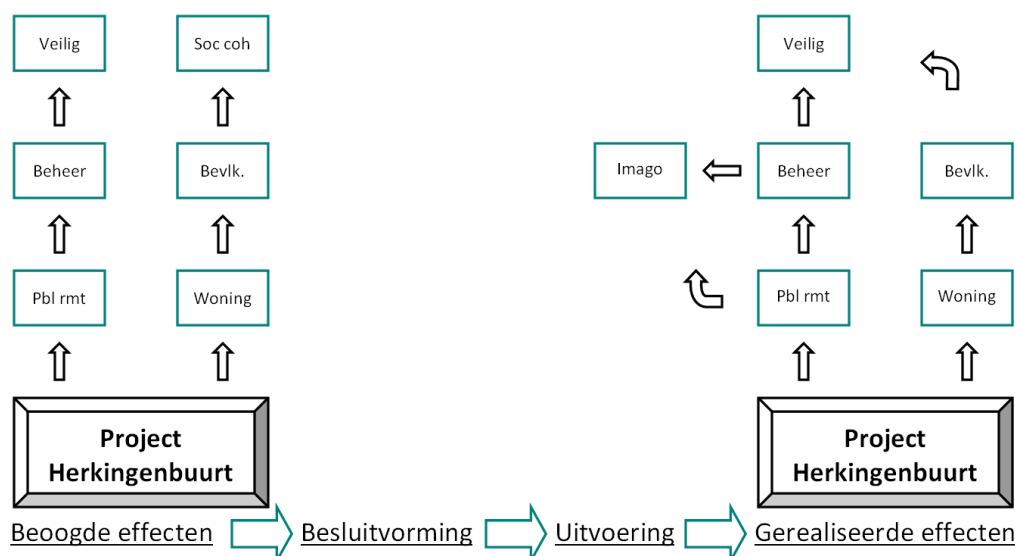 Veilig
Soc coh
Veilig
Beheer
Bevlk.
Imago
Beheer
Bevlk.
Pbl rmt
Woning
Pbl rmt
Woning
Project
Herkingenbuurt
Project
Herkingenbuurt
Beoogde effecten
Besluitvorming
Uitvoering
Gerealiseerde effecten